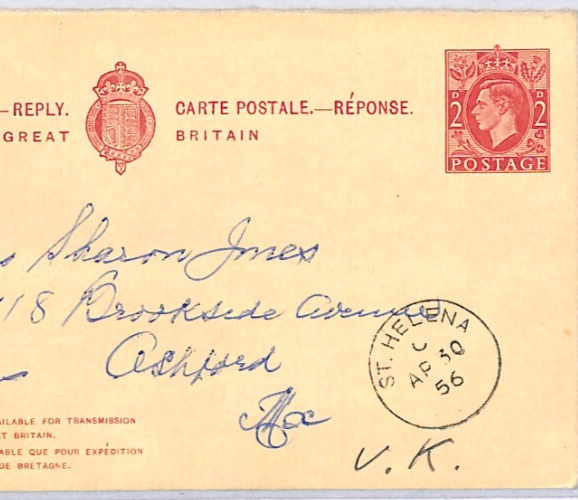 —REPLY. CARTE POSTALE.—RÉPONSE.
GREAT BRITAIN
D D
2 2
POSTAGE
Sharon Jones
18 Brookside Avenue
Ashford
Mx
U.K.
ST. HELENA
C
AP 30
56
AILABLE FOR TRANSMISSION
AT BRITAIN.
ABLE QUE POUR EXPÉDITION
DE BRETAGNE.